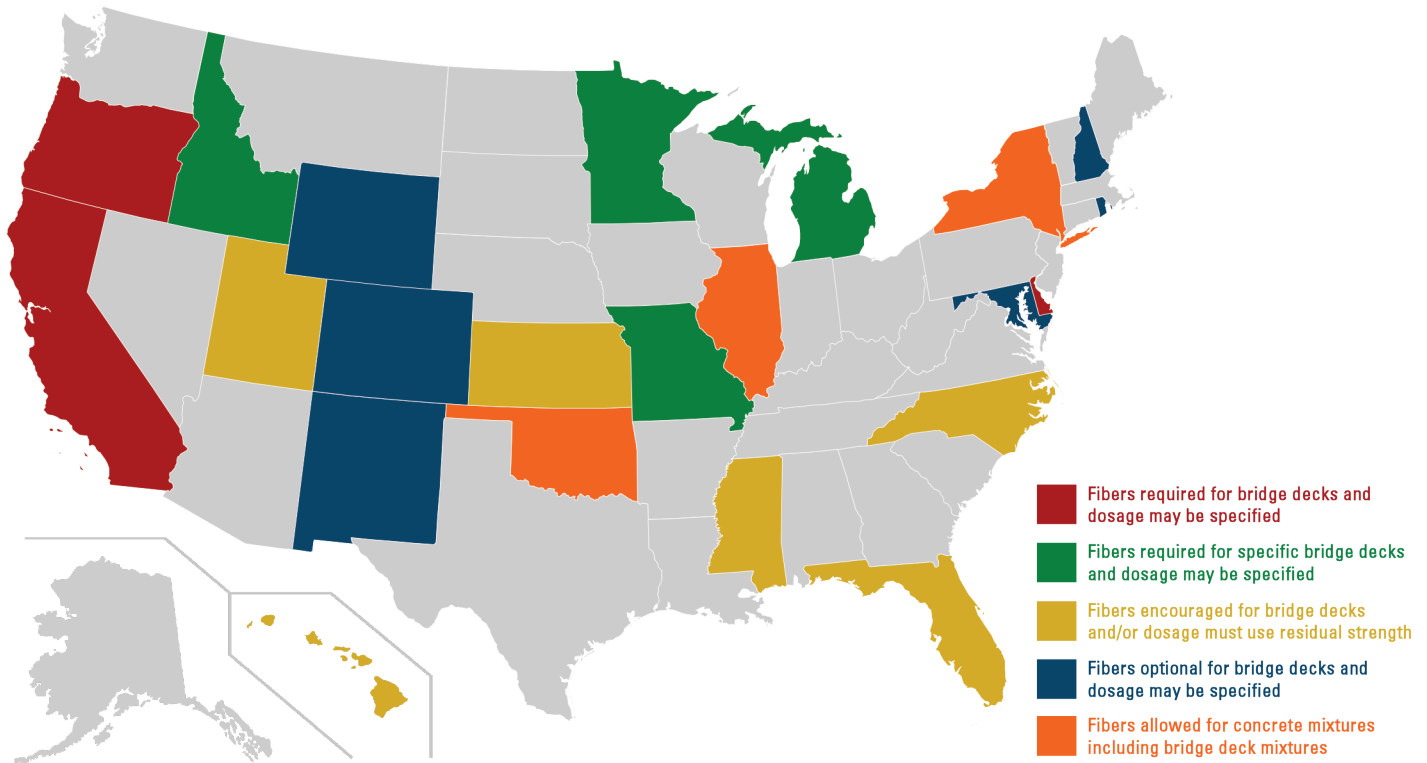 Fibers required for bridge decks and
dosage may be specified
Fibers required for specific bridge decks
and dosage may be specified
Fibers encouraged for bridge decks
and/or dosage must use residual strength
Fibers optional for bridge decks and
dosage may be specified
Fibers allowed for concrete mixtures
including bridge deck mixtures